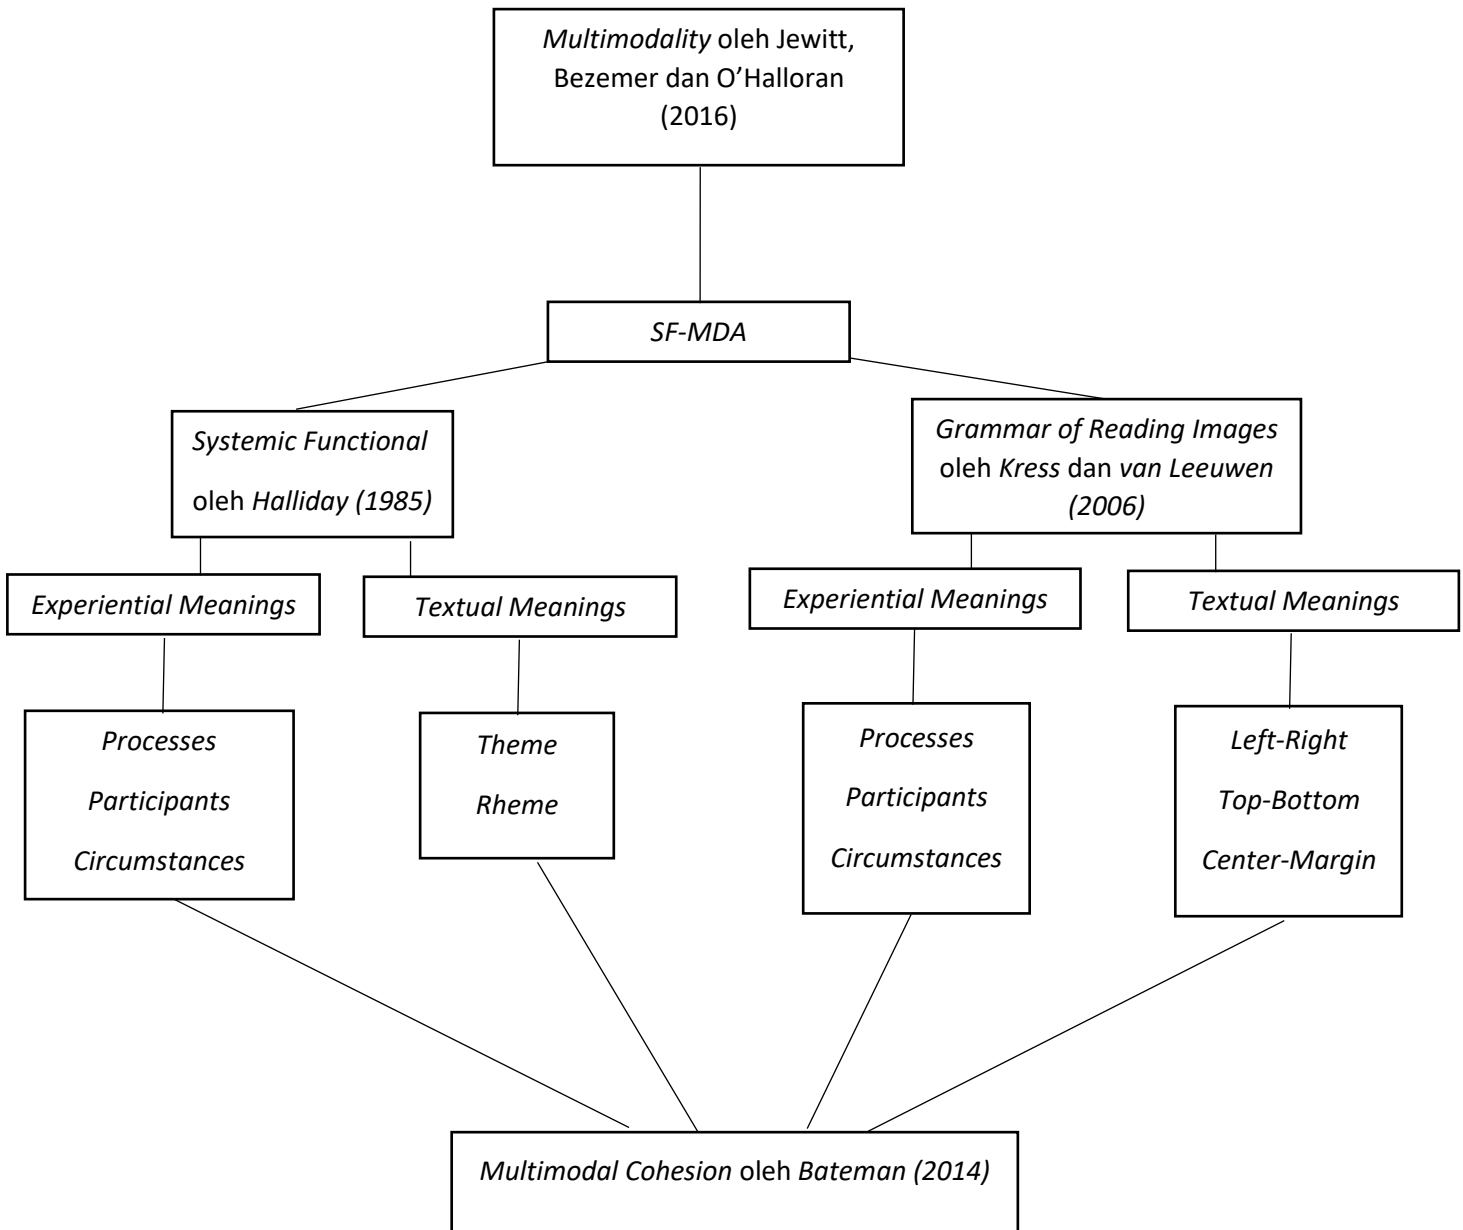 Multimodality oleh Jewitt,
Bezemer dan O’Halloran
(2016)
SF-MDA
Systemic Functional
oleh Halliday (1985)
Grammar of Reading Images
oleh Kress dan van Leeuwen
(2006)
Experiential Meanings
Textual Meanings
Experiential Meanings
Textual Meanings
Processes
Participants
Circumstances
Theme
Rheme
Processes
Participants
Circumstances
Left-Right
Top-Bottom
Center-Margin
Multimodal Cohesion oleh Bateman (2014)